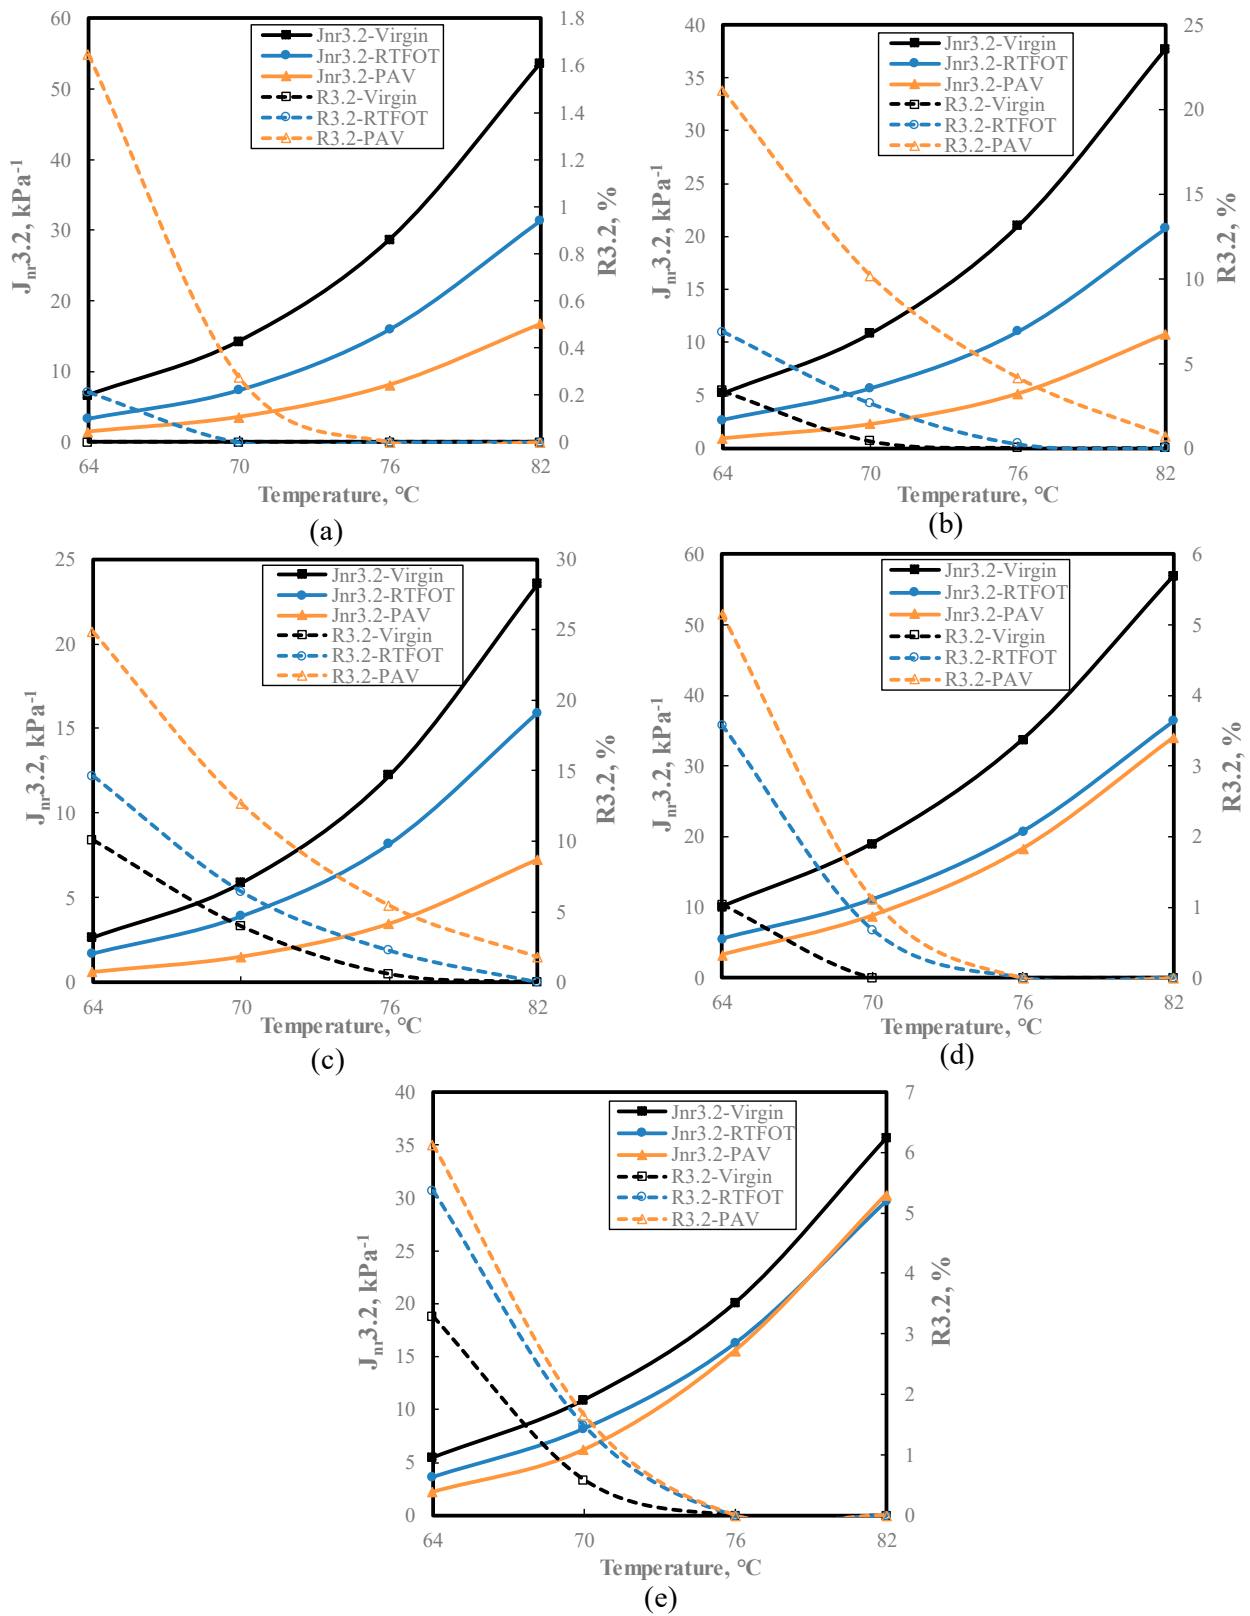 60
50
40
30
20
10
0
J_nr3.2, kPa^-1
Jnr3.2-Virgin
Jnr3.2-RTFOT
Jnr3.2-PAV
R3.2-Virgin
R3.2-RTFOT
R3.2-PAV
1.8
1.6
1.4
1.2
1
0.8
0.6
0.4
0.2
0
R3.2, %
64 70 76 82
Temperature, °C
(a)
40
35
30
25
20
15
10
5
0
J_nr3.2, kPa^-1
Jnr3.2-Virgin
Jnr3.2-RTFOT
Jnr3.2-PAV
R3.2-Virgin
R3.2-RTFOT
R3.2-PAV
25
20
15
10
5
0
R3.2, %
64 70 76 82
Temperature, °C
(b)
25
20
15
10
5
0
J_nr3.2, kPa^-1
Jnr3.2-Virgin
Jnr3.2-RTFOT
Jnr3.2-PAV
R3.2-Virgin
R3.2-RTFOT
R3.2-PAV
30
25
20
15
10
5
0
R3.2, %
64 70 76 82
Temperature, °C
(c)
60
50
40
30
20
10
0
J_nr3.2, kPa^-1
Jnr3.2-Virgin
Jnr3.2-RTFOT
Jnr3.2-PAV
R3.2-Virgin
R3.2-RTFOT
R3.2-PAV
6
5
4
3
2
1
0
R3.2, %
64 70 76 82
Temperature, °C
(d)
40
35
30
25
20
15
10
5
0
J_nr3.2, kPa^-1
Jnr3.2-Virgin
Jnr3.2-RTFOT
Jnr3.2-PAV
R3.2-Virgin
R3.2-RTFOT
R3.2-PAV
7
6
5
4
3
2
1
0
R3.2, %
64 70 76 82
Temperature, °C
(e)